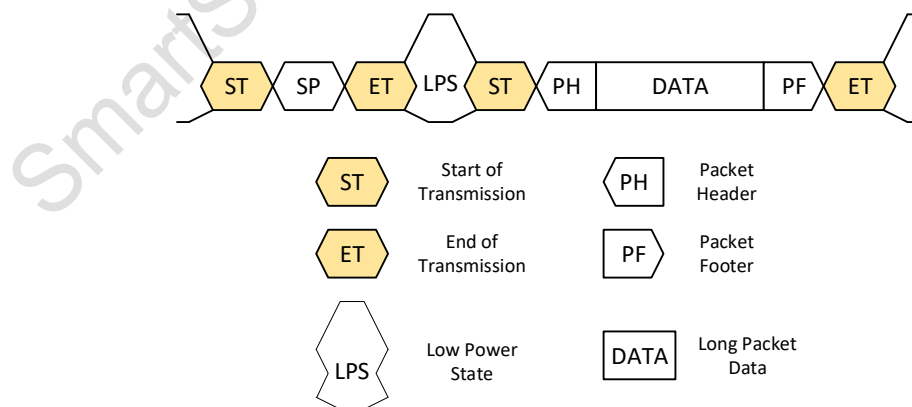 SmartS
ST SP ET LPS ST PH DATA PF ET
ST Start of Transmission PH Packet Header
ET End of Transmission PF Packet Footer
LPS Low Power State DATA Long Packet Data